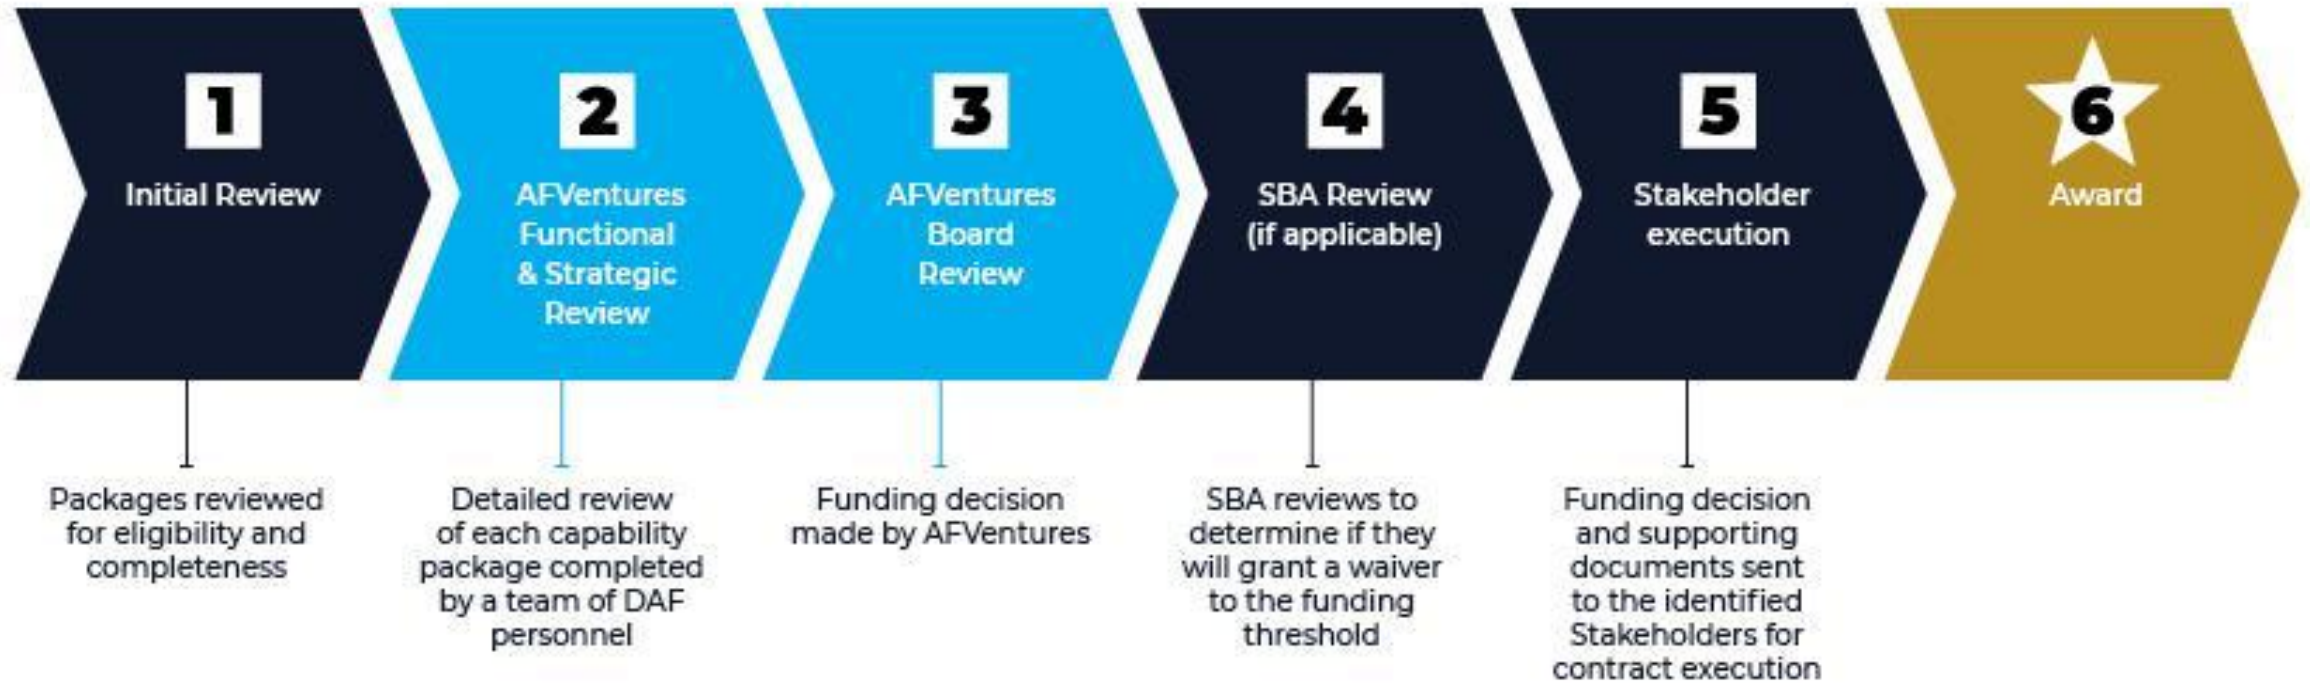 1
Initial Review
Packages reviewed
for eligibility and
completeness
2
AFVentures
Functional
& Strategic
Review
Detailed review
of each capability
package completed
by a team of DAF
personnel
3
AFVentures
Board
Review
Funding decision
made by AFVentures
4
SBA Review
(if applicable)
SBA reviews to
determine if they
will grant a waiver
to the funding
threshold
5
Stakeholder
execution
Funding decision
and supporting
documents sent
to the identified
Stakeholders for
contract execution
6
Award